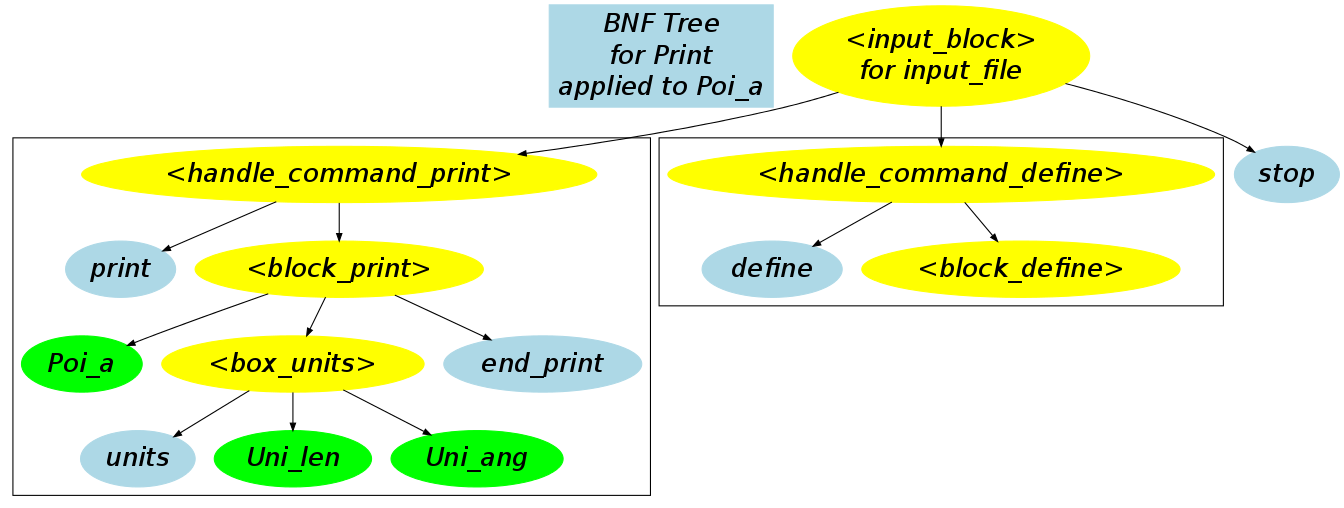 BNF Tree
for Print
applied to Poi_a
<input_block>
for input_file
<handle_command_print>
<handle_command_define>
stop
print
<block_print>
define
<block_define>
Poi_a
<box_units>
end_print
units
Uni_len
Uni_ang